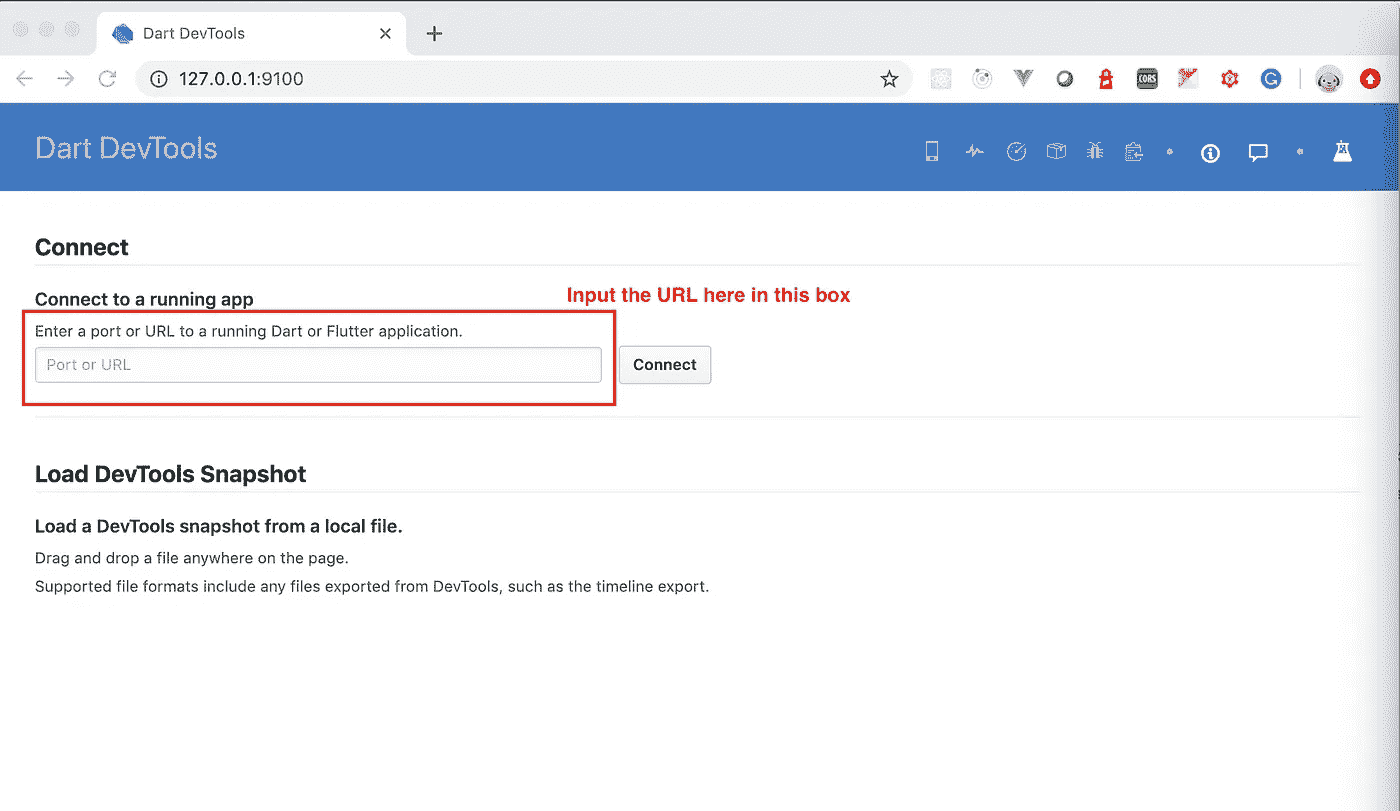 Dart DevTools
127.0.0.1:9100
CORS
G
Dart DevTools
Connect
Connect to a running app
Input the URL here in this box
Enter a port or URL to a running Dart or Flutter application.
Port or URL
Connect
Load DevTools Snapshot
Load a DevTools snapshot from a local file.
Drag and drop a file anywhere on the page.
Supported file formats include any files exported from DevTools, such as the timeline export.